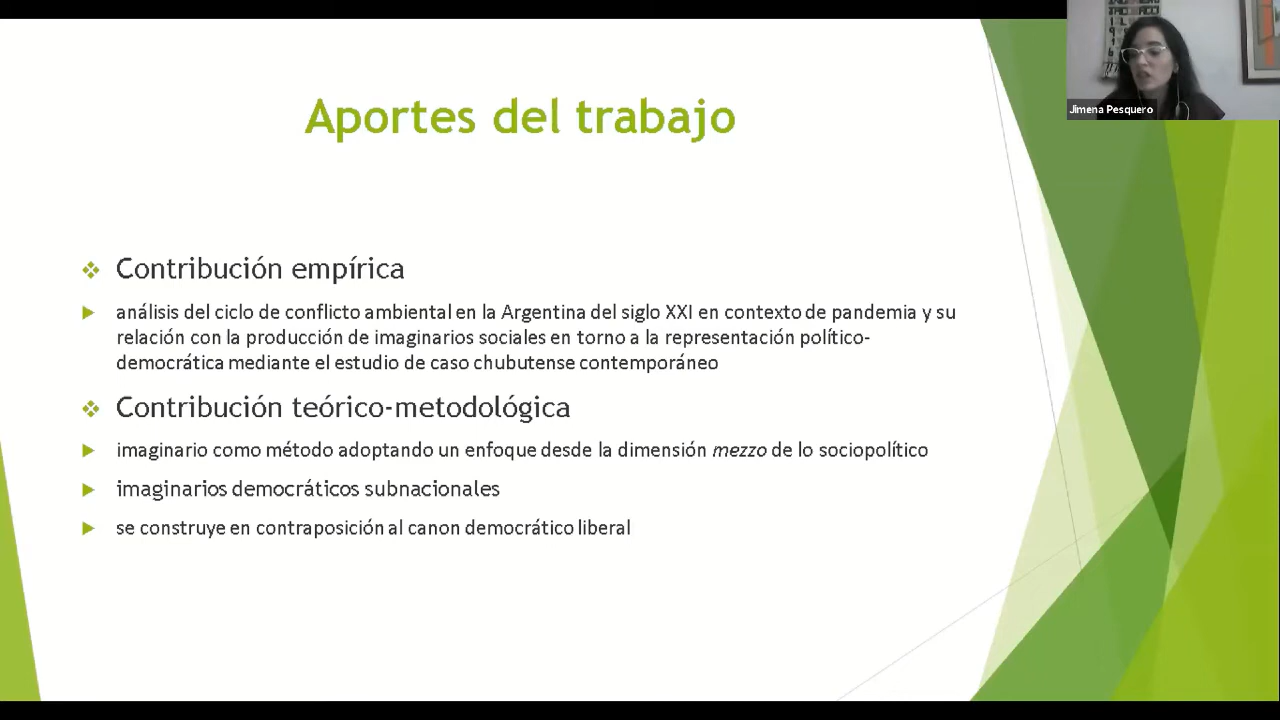 Aportes del trabajo
Jimena Pesquero
Contribución empírica
análisis del ciclo de conflicto ambiental en la Argentina del siglo XXI en contexto de pandemia y su
relación con la producción de imaginarios sociales en torno a la representación político-
democrática mediante el estudio de caso chubutense contemporáneo
Contribución teórico-metodológica
imaginario como método adoptando un enfoque desde la dimensión mezzo de lo sociopolítico
imaginarios democráticos subnacionales
se construye en contraposición al canon democrático liberal